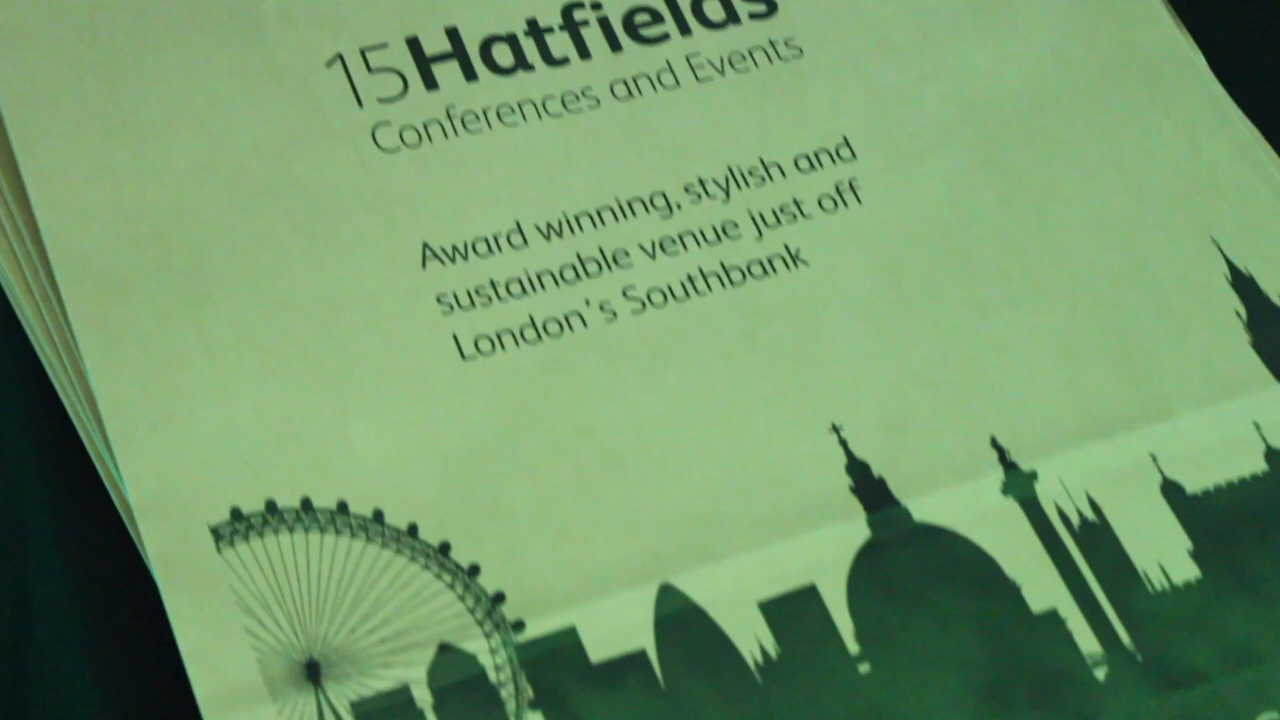 15Hatfields
Conferences and Events
Award winning, stylish and
sustainable venue just off
London's Southbank